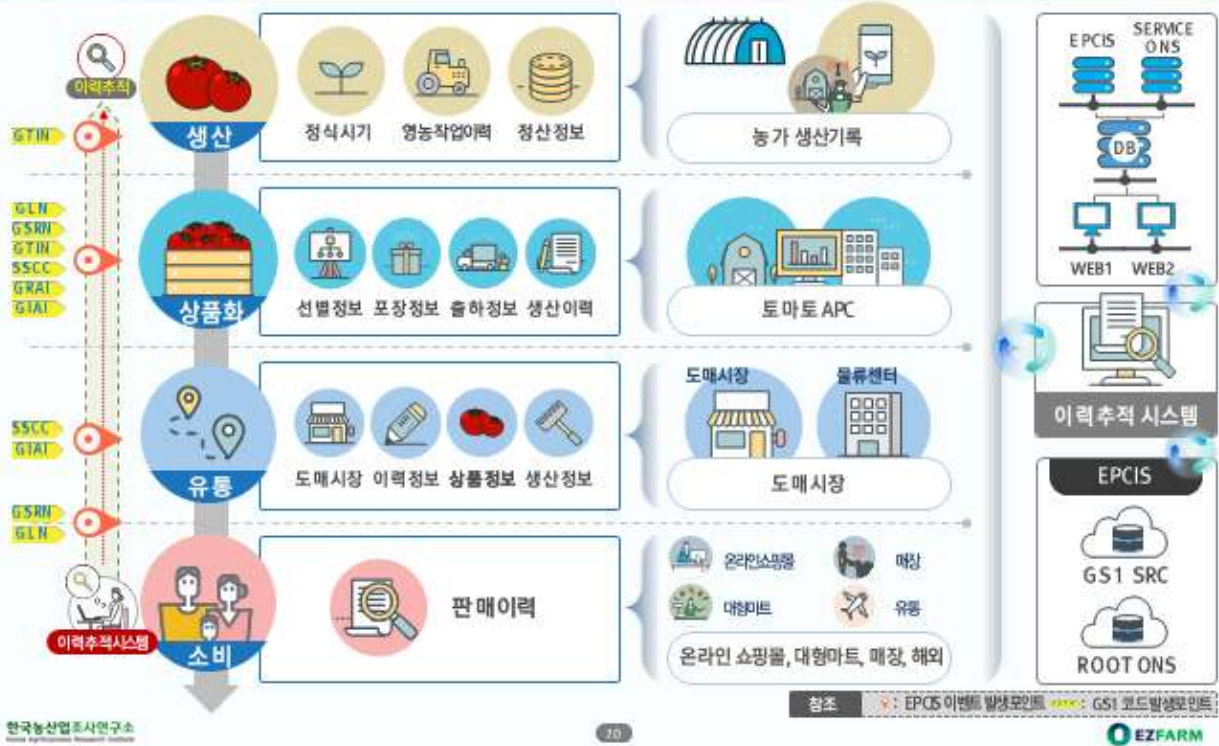 이력추적
GTIN
생산
정식시기
영농작업이력
정산정보
농가 생산기록
GLN
GSRN
GTIN
SSCC
GRAI
GIAI
상품화
선별정보
포장정보
출하정보
생산이력
토마토 APC
SSCC
GIAI
유통
도매시장
이력정보
상품정보
생산정보
도매시장
물류센터
도매시장
GSRN
GLN
이력추적시스템
소비
판매이력
온라인쇼핑몰
매장
대형마트
유통
온라인 쇼핑몰, 대형마트, 매장, 해외
EPCIS
SERVICE
ONS
DB
WEB1
WEB2
이력추적 시스템
EPCIS
GS1 SRC
ROOT ONS
참조
: EPCIS 이벤트 발생포인트
: GS1 코드발생포인트
한국농산업조사연구소
Korea Agribusiness Research Institute
20
EZFARM